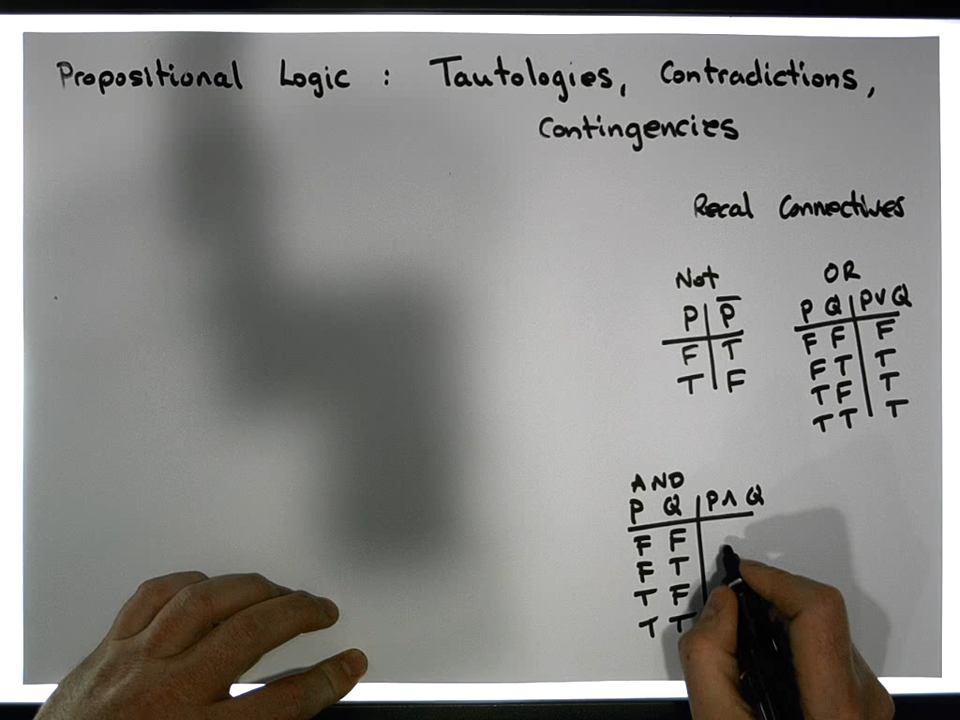 Propositional Logic : Tautologies, Contradictions,
Contingencies
Recal Connectives
Not
P P̅
F T
T F
OR
P Q P∨Q
F F F
F T T
T F T
T T T
AND
P Q P∧Q
F F
F T
T F
T T